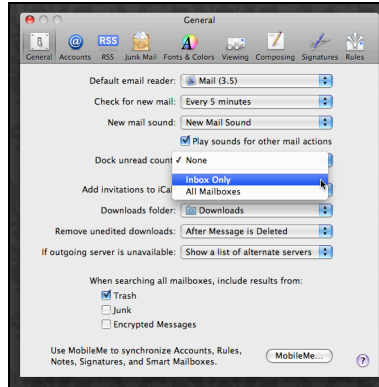 General
General Accounts RSS Junk Mail Fonts & Colors Viewing Composing Signatures Rules
Default email reader: Mail (3.5)
Check for new mail: Every 5 minutes
New mail sound: New Mail Sound
Play sounds for other mail actions
Dock unread count ✓ None
Inbox Only
Add invitations to iCa All Mailboxes
Downloads folder: Downloads
Remove unedited downloads: After Message is Deleted
If outgoing server is unavailable: Show a list of alternate servers
When searching all mailboxes, include results from:
Trash
Junk
Encrypted Messages
Use MobileMe to synchronize Accounts, Rules,
Notes, Signatures, and Smart Mailboxes.
MobileMe... ?